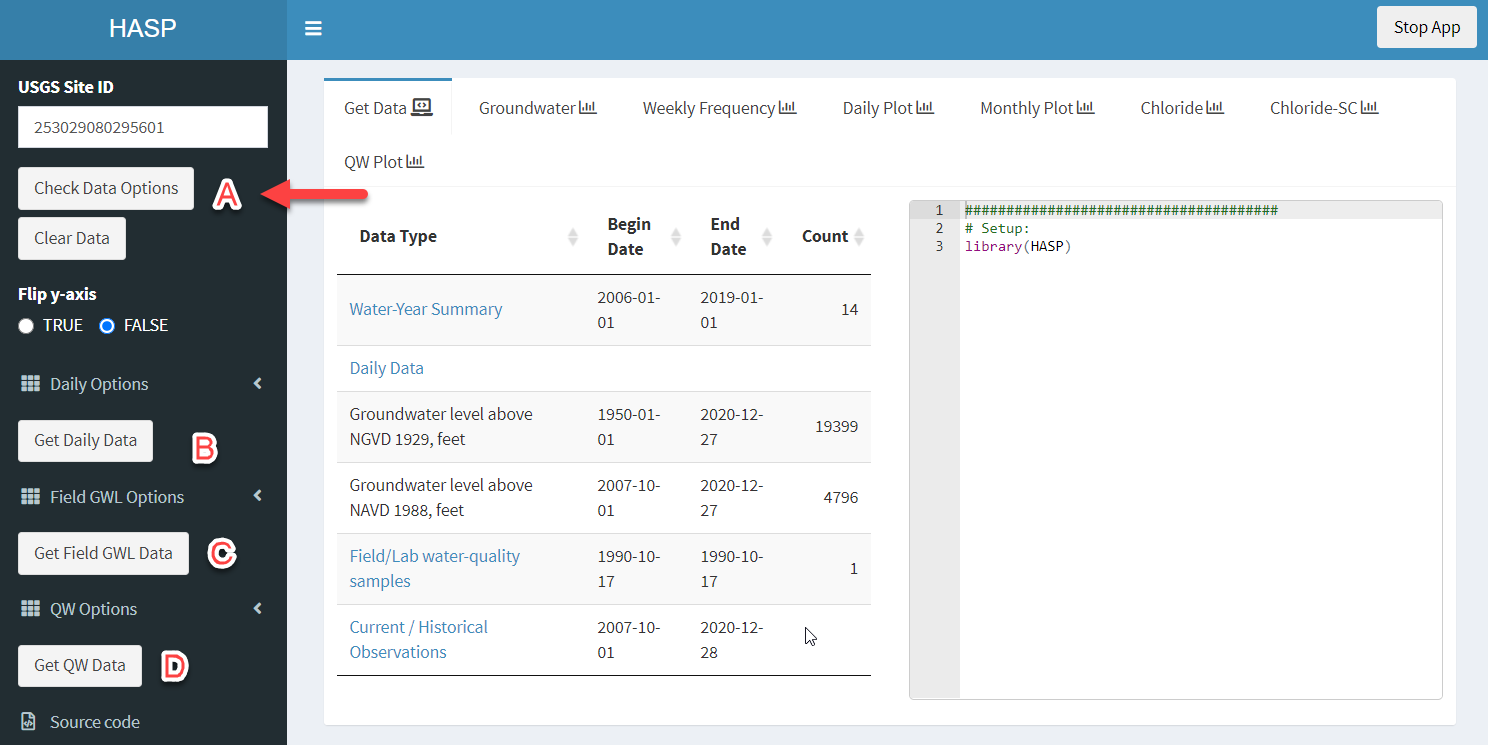 HASP
Stop App
USGS Site ID
253029080295601
Check Data Options
A
Clear Data
Flip y-axis
TRUE FALSE
Daily Options
Get Daily Data
B
Field GWL Options
Get Field GWL Data
C
QW Options
Get QW Data
D
Source code
Get Data
Groundwater
Weekly Frequency
Daily Plot
Monthly Plot
Chloride
Chloride-SC
QW Plot
Data Type
Begin
Date
End
Date
Count
Water-Year Summary
2006-01-
01
2019-01-
01
14
Daily Data
Groundwater level above
NGVD 1929, feet
1950-01-
01
2020-12-
27
19399
Groundwater level above
NAVD 1988, feet
2007-10-
01
2020-12-
27
4796
Field/Lab water-quality
samples
1990-10-
17
1990-10-
17
1
Current / Historical
Observations
2007-10-
01
2020-12-
28
1 ######################################
2 # Setup:
3 library(HASP)